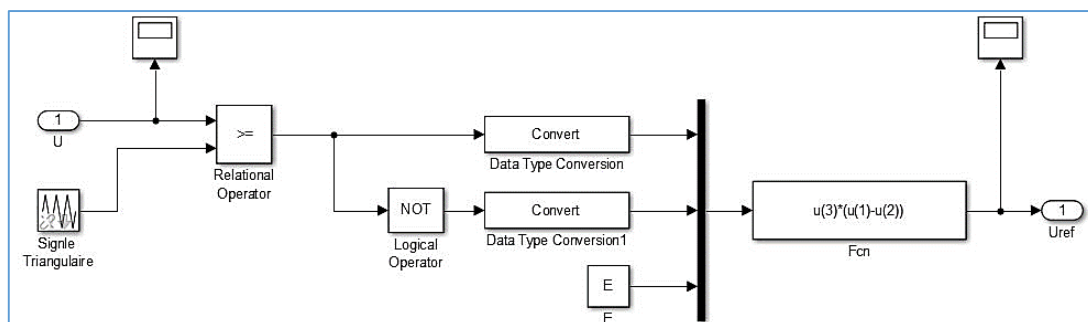 1
U
>=
Relational
Operator
Signle
Triangulaire
NOT
Logical
Operator
Convert
Data Type Conversion
Convert
Data Type Conversion1
E
u(3)*(u(1)-u(2))
Fcn
1
Uref